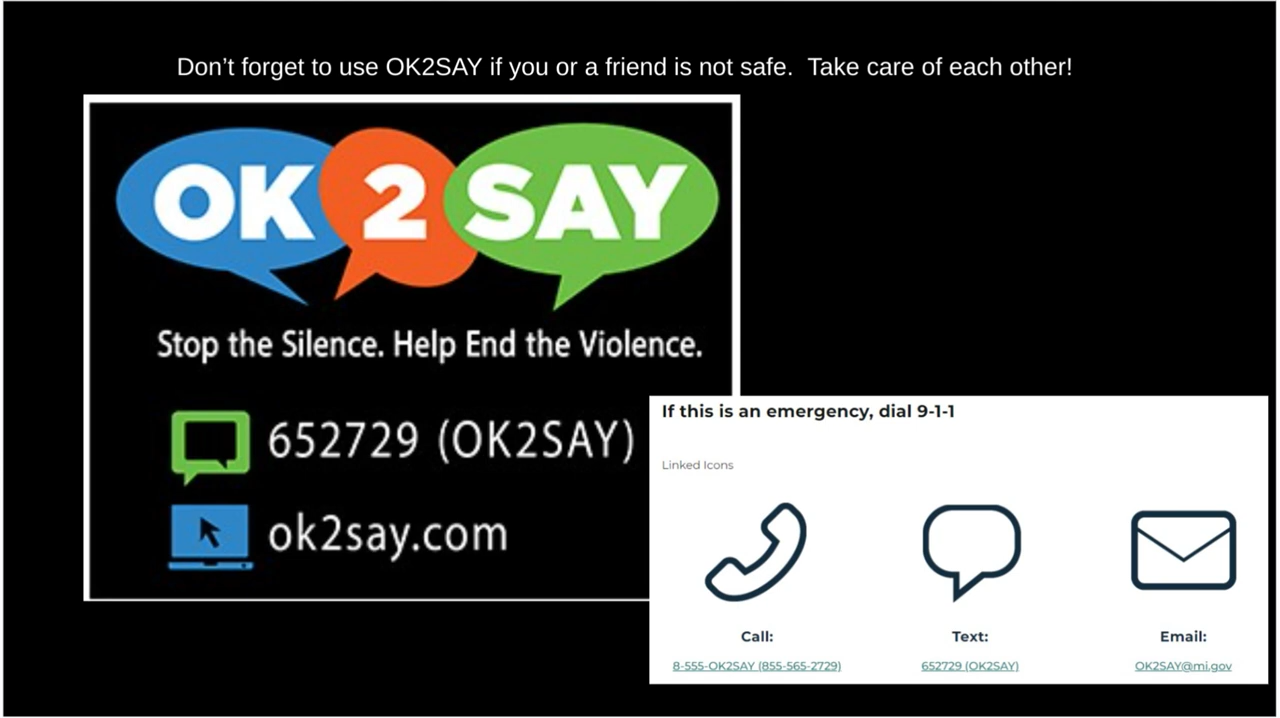 Don’t forget to use OK2SAY if you or a friend is not safe.  Take care of each other!
OK 2 SAY
Stop the Silence. Help End the Violence.
652729 (OK2SAY)
ok2say.com
If this is an emergency, dial 9-1-1
Linked Icons
Call: Text: Email:
8-555-OK2SAY (855-565-2729) 652729 (OK2SAY) OK2SAY@mi.gov